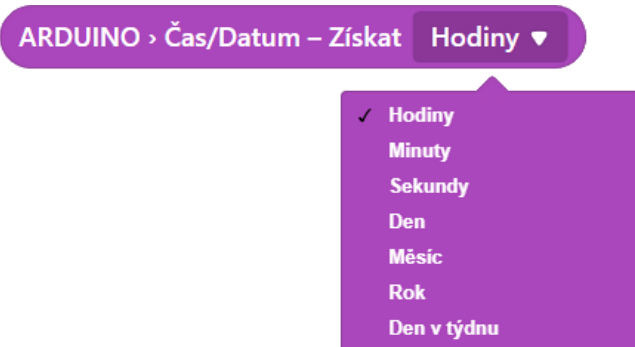 ARDUINO › Čas/Datum – Získat Hodiny ▼
✓ Hodiny
Minuty
Sekundy
Den
Měsíc
Rok
Den v týdnu